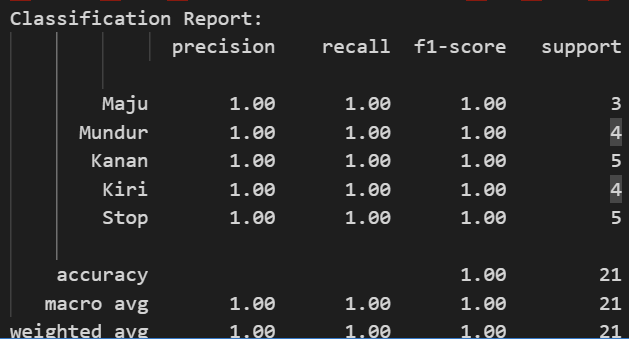 Classification Report:
precision recall f1-score support
Maju 1.00 1.00 1.00 3
Mundur 1.00 1.00 1.00 4
Kanan 1.00 1.00 1.00 5
Kiri 1.00 1.00 1.00 4
Stop 1.00 1.00 1.00 5
accuracy 1.00 21
macro avg 1.00 1.00 1.00 21
weighted avg 1.00 1.00 1.00 21